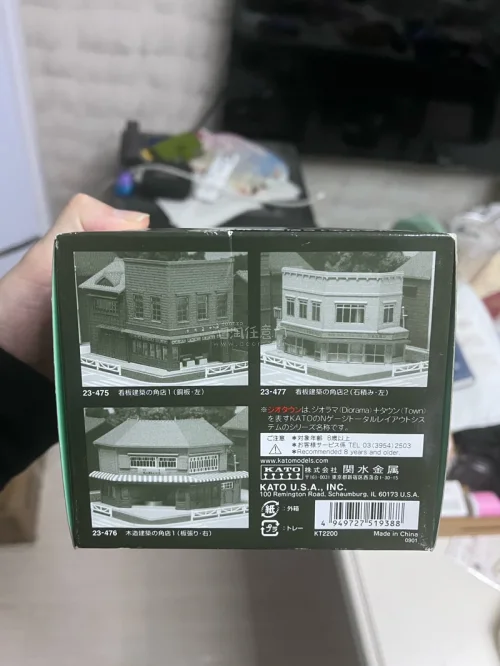 23-475 看板建築の角店1(銅板・左)
23-477 看板建築の角店2(石積み・左)
23-476 木造建築の角店1(板張り・右)
※ジオタウンは、ジオラマ(Diorama)+タウン(Town)
を表すKATOのNゲージトータルレイアウトシ
ステムのシリーズ名称です。
ご注意
●対象年齢 8歳以上
●お客様サービス係 TEL 03(3954)2503
●Recommended 8 years and older.
www.katomodels.com
KATO 株式会社 関水金属
KATO U.S.A., INC.
100 Remington Road, Schaumburg, IL 60173 U.S.A.
紙:外箱
プラ:トレー
4 949727 519388
KT2200
Made in China
0901